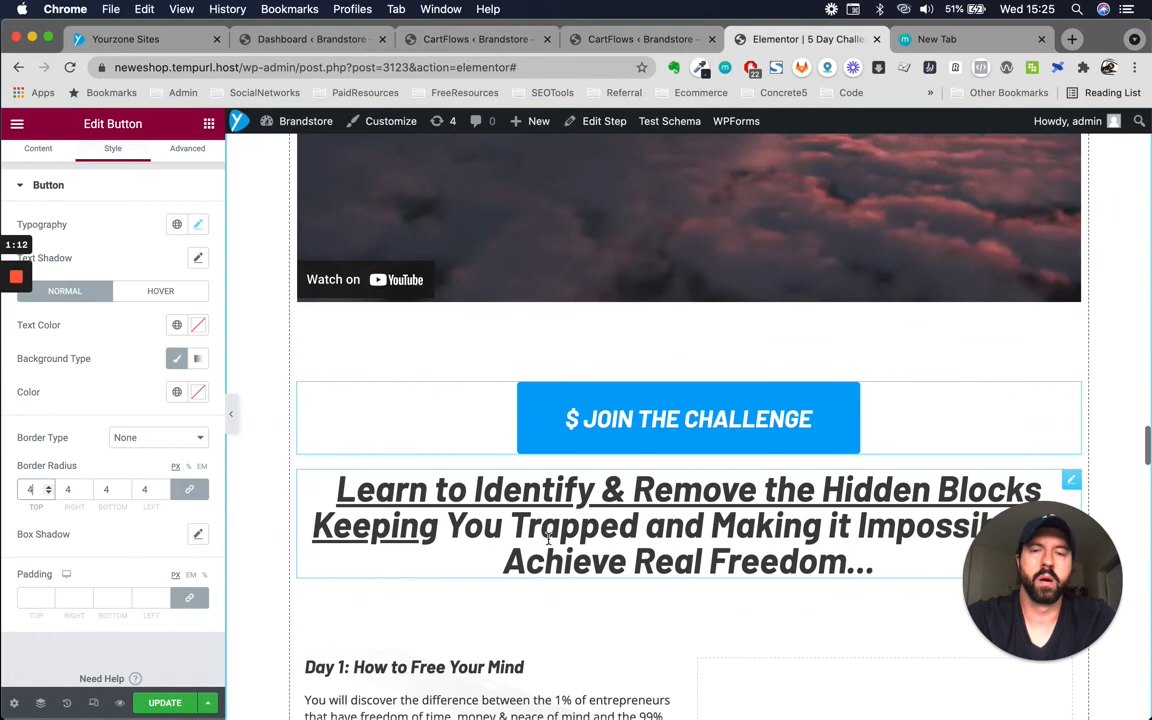 Chrome File Edit View History Bookmarks Profiles Tab Window Help 51% Wed 15:25
Yourzone Sites Dashboard ‹ Brandstore – CartFlows ‹ Brandstore – CartFlows ‹ Brandstore – Elementor | 5 Day Challe New Tab
neweshop.tempurl.host/wp-admin/post.php?post=3123&action=elementor#
22
Apps Bookmarks Admin SocialNetworks PaidResources FreeResources SEOTools Referral Ecommerce Concrete5 Code » Other Bookmarks Reading List
Edit Button
Brandstore Customize 4 0 New Edit Step Test Schema WPForms Howdy, admin
Content Style Advanced
Button
Typography
1:12
Text Shadow
NORMAL HOVER
Text Color
Background Type
Color
Border Type None
Border Radius PX % EM
4 4 4 4
TOP RIGHT BOTTOM LEFT
Box Shadow
Padding PX EM %
TOP RIGHT BOTTOM LEFT
Need Help
UPDATE
Watch on YouTube
$ JOIN THE CHALLENGE
Learn to Identify & Remove the Hidden Blocks
Keeping You Trapped and Making it
Achieve Real Freedom...
Day 1: How to Free Your Mind
You will discover the difference between the 1% of entrepreneurs
that have freedom of time, money & peace of mind and the 99%